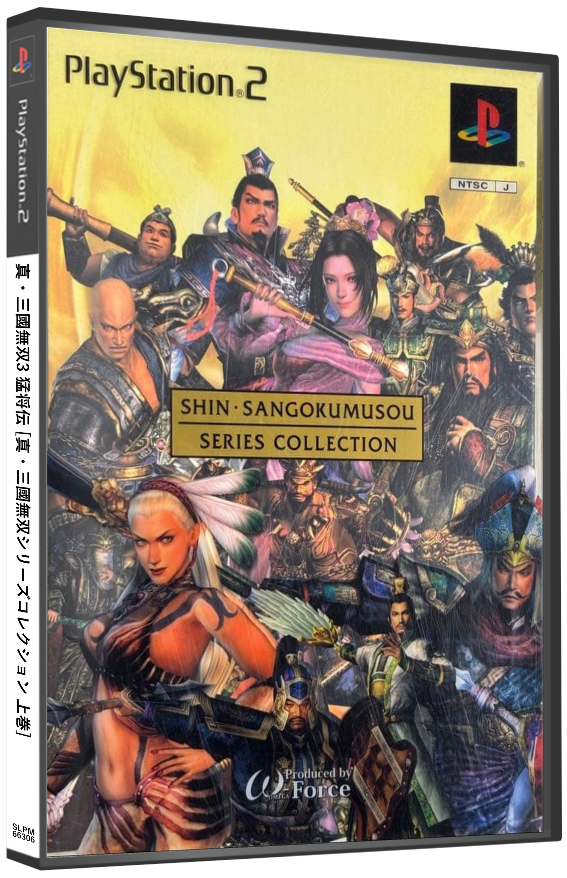 PlayStation®2
NTSC J
SHIN・SANGOKUMUSOU
SERIES COLLECTION
Produced by
ω-Force
OMEGA
PlayStation®2
真・三國無双3 猛将伝 [真・三國無双シリーズコレクション 上巻]
SLPM
66306